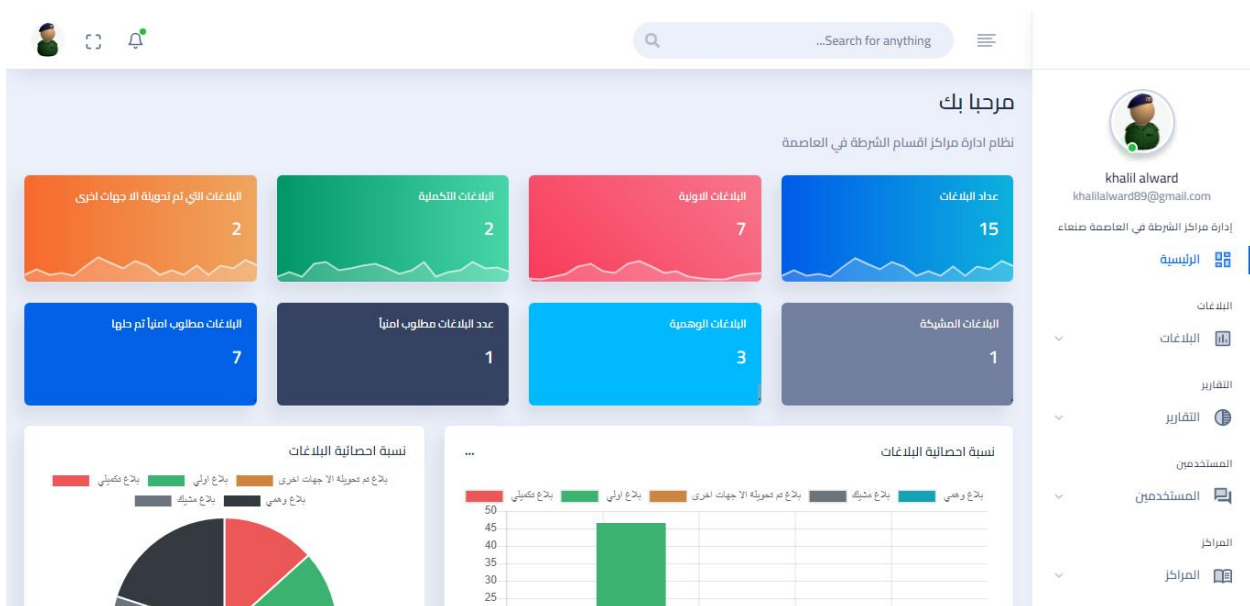 ...Search for anything
khalil alward
khalilalward89@gmail.com
إدارة مراكز الشرطة في العاصمة صنعاء
الرئيسية
البلاغات
البلاغات
التقارير
التقارير
المستخدمين
المستخدمين
المراكز
المراكز
مرحبا بك
نظام ادارة مراكز اقسام الشرطة في العاصمة
عداد البلاغات
15
البلاغات الاولية
7
البلاغات التكملية
2
البلاغات التي تم تحويلة الا جهات اخرى
2
البلاغات المشيكة
1
البلاغات الوهمية
3
عدد البلاغات مطلوب امنياً
1
البلاغات مطلوب امنياً تم حلها
7
نسبة احصائية البلاغات
...
بلاغ وهمي بلاغ مشيك بلاغ تم تحويلة الا جهات اخرى بلاغ اولي بلاغ تكميلي
50
45
40
35
30
25
نسبة احصائية البلاغات
بلاغ تم تحويلة الا جهات اخرى بلاغ اولي بلاغ تكميلي
بلاغ وهمي بلاغ مشيك